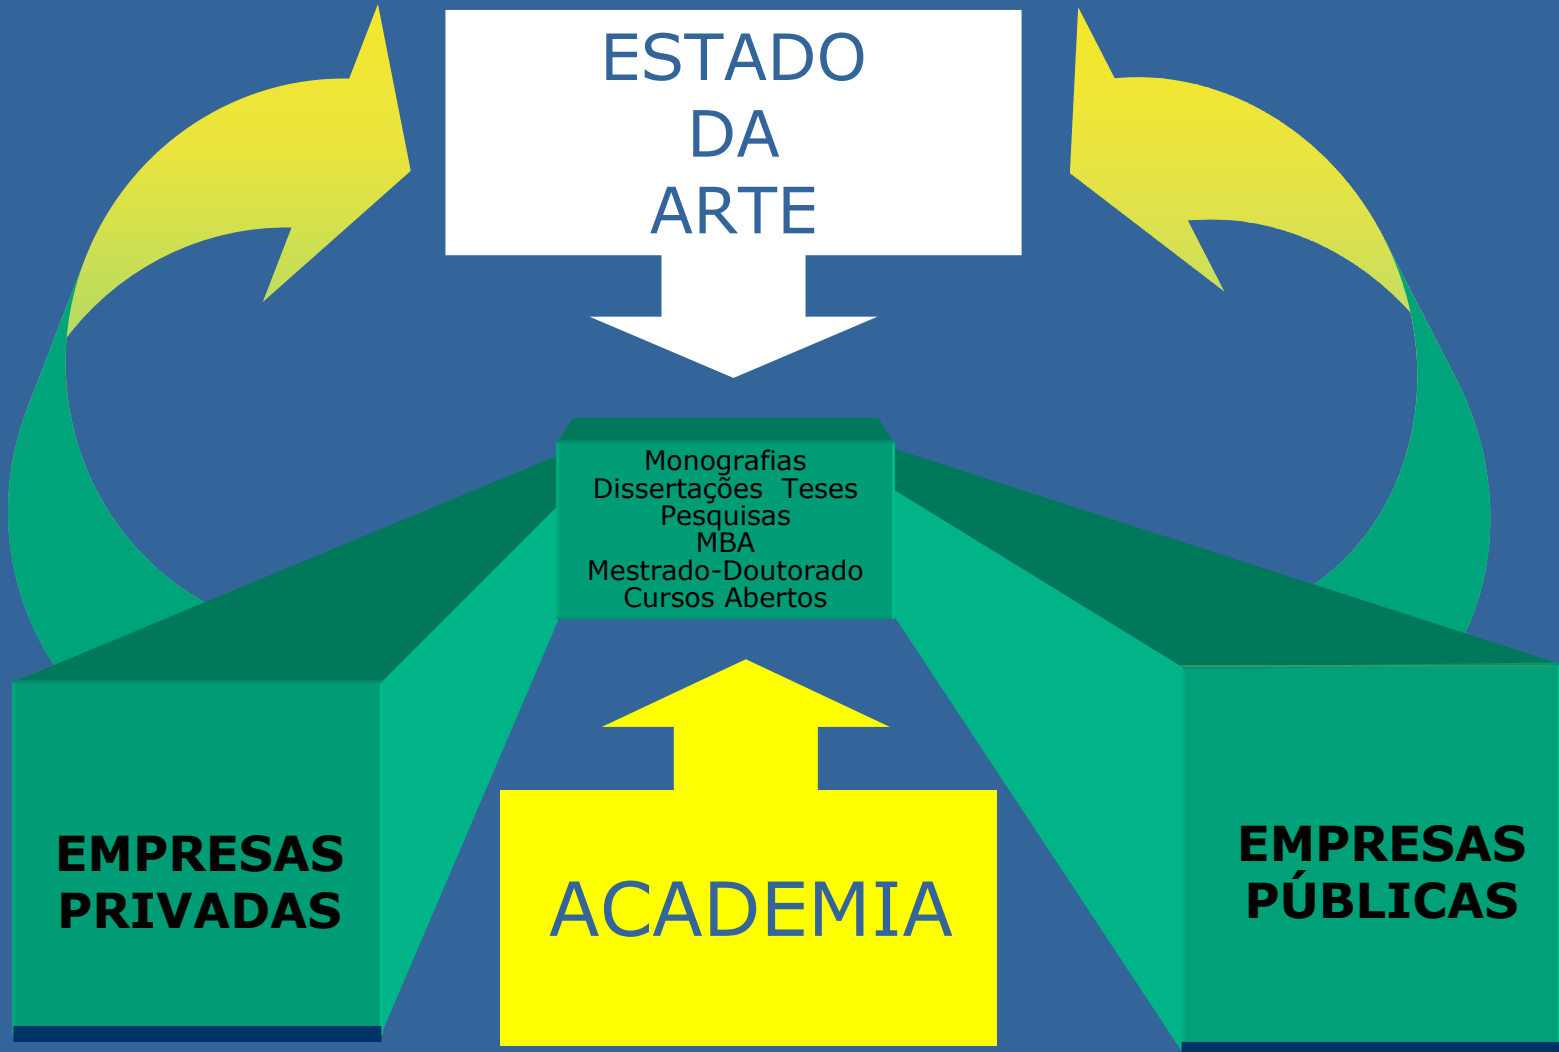 ESTADO
DA
ARTE
Monografias
Dissertações  Teses
Pesquisas
MBA
Mestrado-Doutorado
Cursos Abertos
EMPRESAS
PRIVADAS
ACADEMIA
EMPRESAS
PÚBLICAS